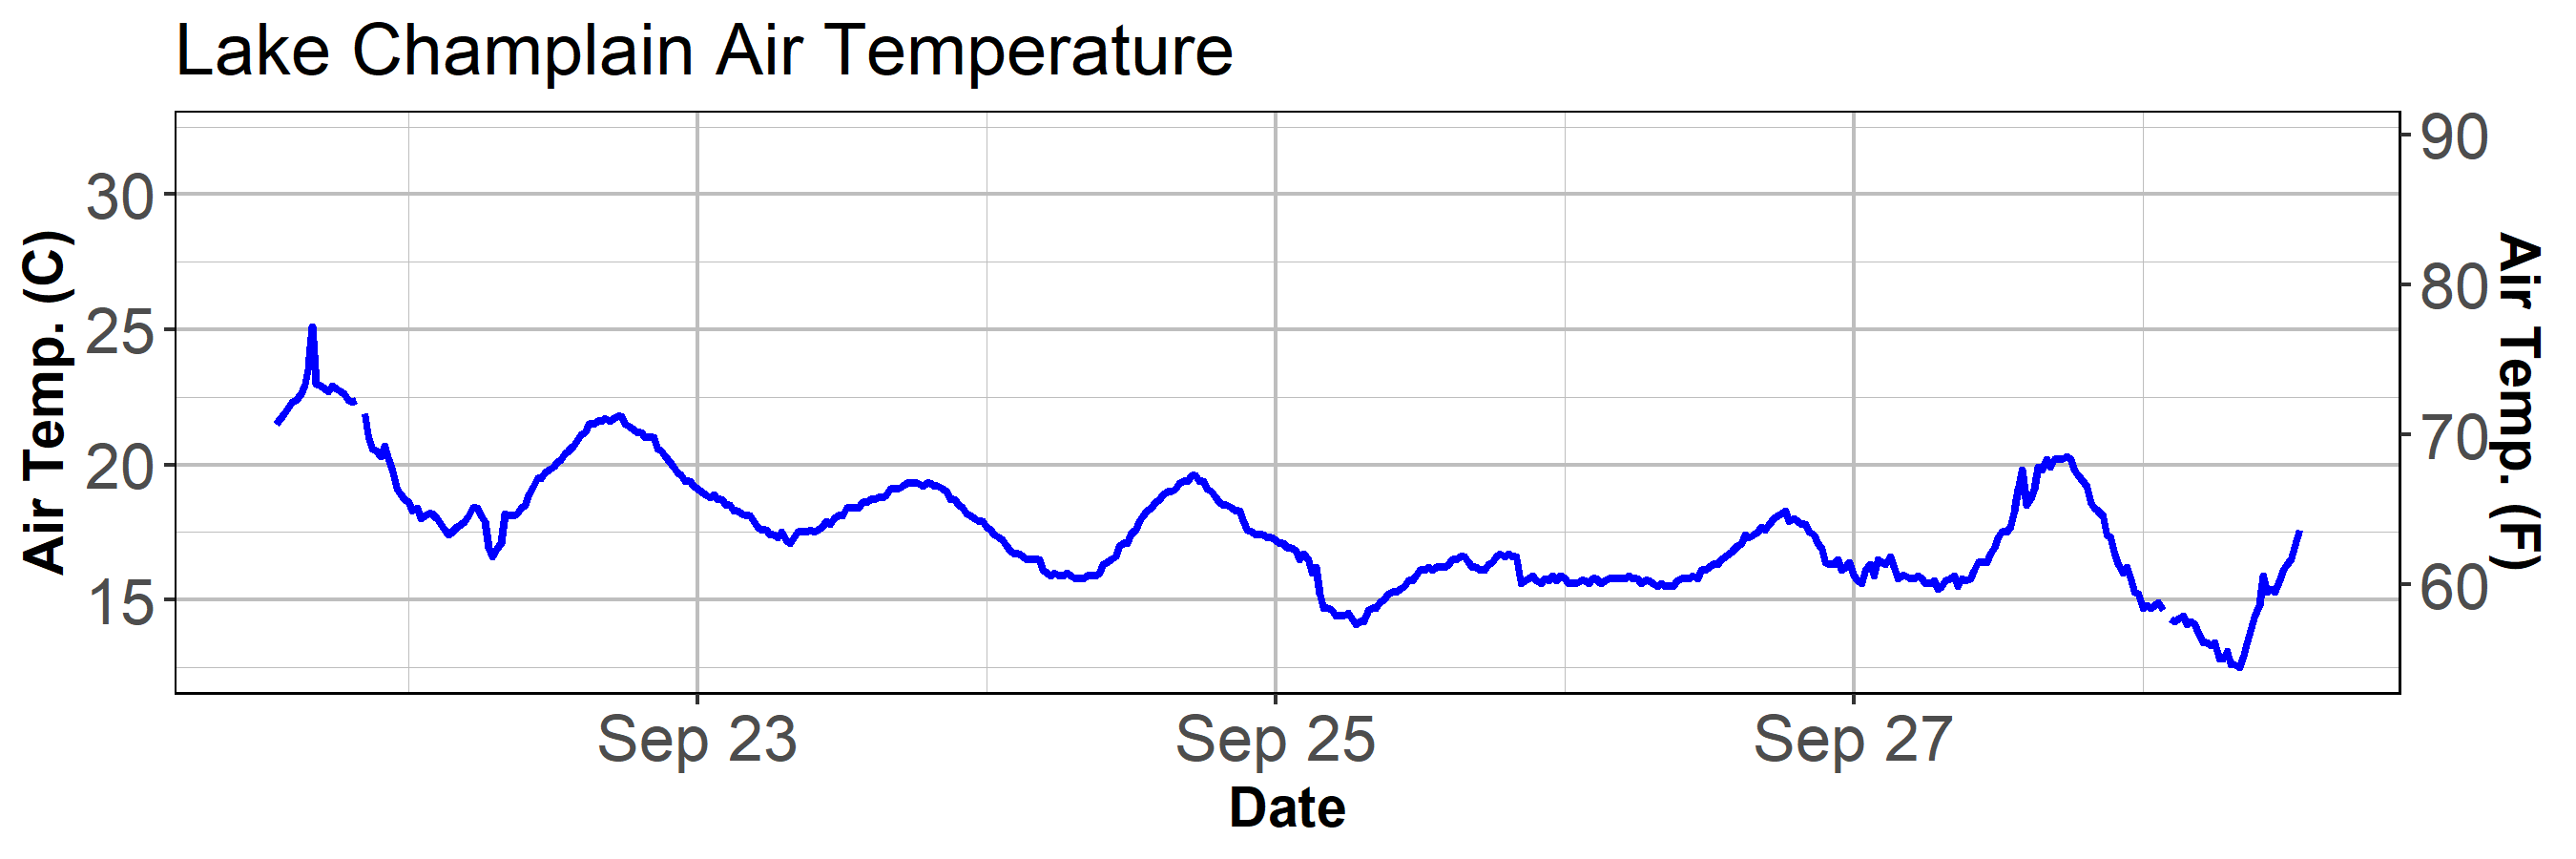 Lake Champlain Air Temperature
Air Temp. (C)
30
25
20
15
90
80
70
60
Air Temp. (F)
Sep 23
Sep 25
Sep 27
Date